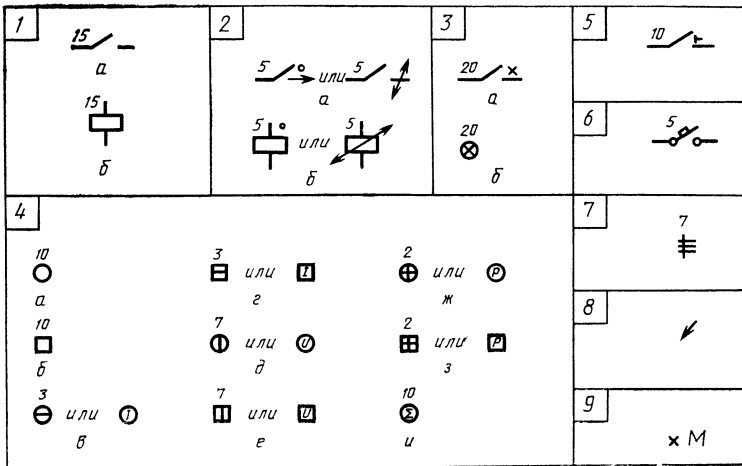 1
15
а
15
б
2
5 или 5
а
5 или 5
б
3
20
а
20
б
4
10
а
10
б
3 или I
в
3 или I
г
7 или U
д
7 или U
е
2 или P
ж
2 или P
з
10
Σ
и
5
10
6
5
7
7
8
9
× М